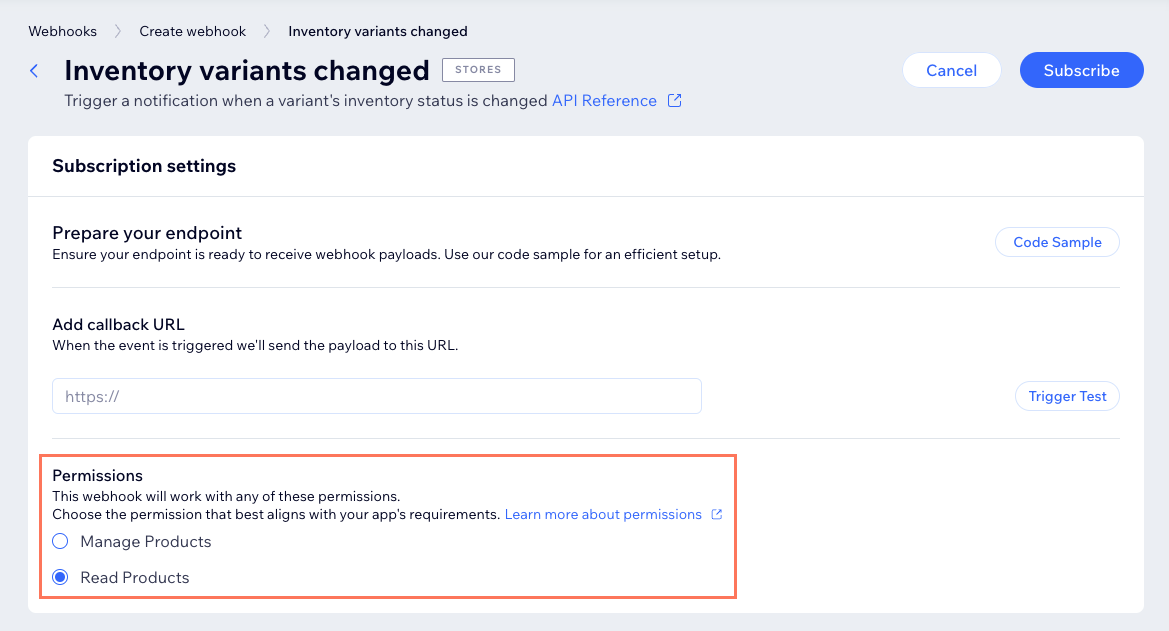 Webhooks
Create webhook
Inventory variants changed
Inventory variants changed
STORES
Cancel
Subscribe
Trigger a notification when a variant's inventory status is changed API Reference
Subscription settings
Prepare your endpoint
Ensure your endpoint is ready to receive webhook payloads. Use our code sample for an efficient setup.
Code Sample
Add callback URL
When the event is triggered we'll send the payload to this URL.
https://
Trigger Test
Permissions
This webhook will work with any of these permissions.
Choose the permission that best aligns with your app's requirements. Learn more about permissions
Manage Products
Read Products